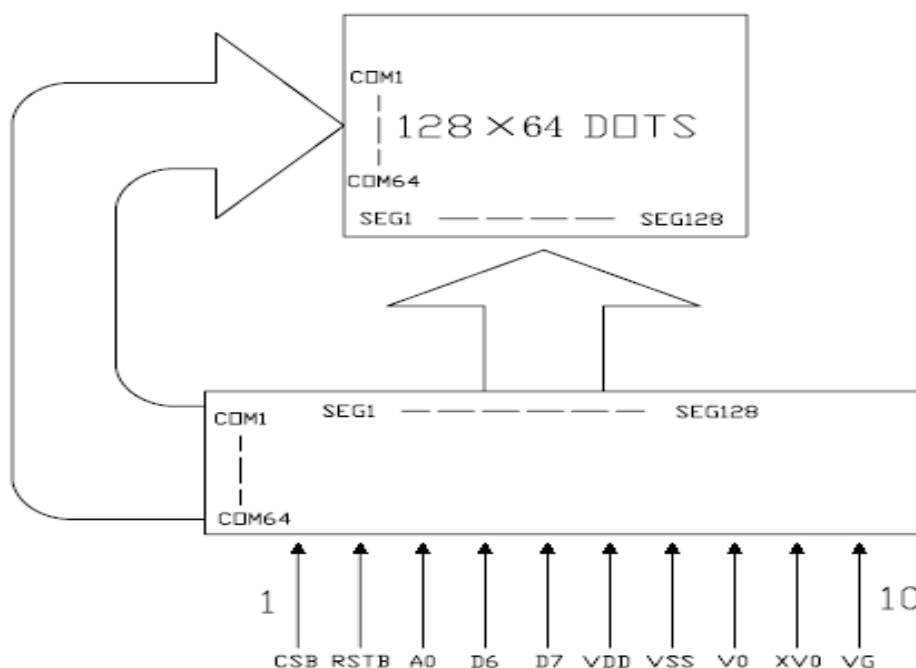 COM1
128 × 64 DOTS
COM64
SEG1 SEG128
SEG1 SEG128
COM1
COM64
1 10
CSB RSTB A0 D6 D7 VDD VSS V0 XV0 VG